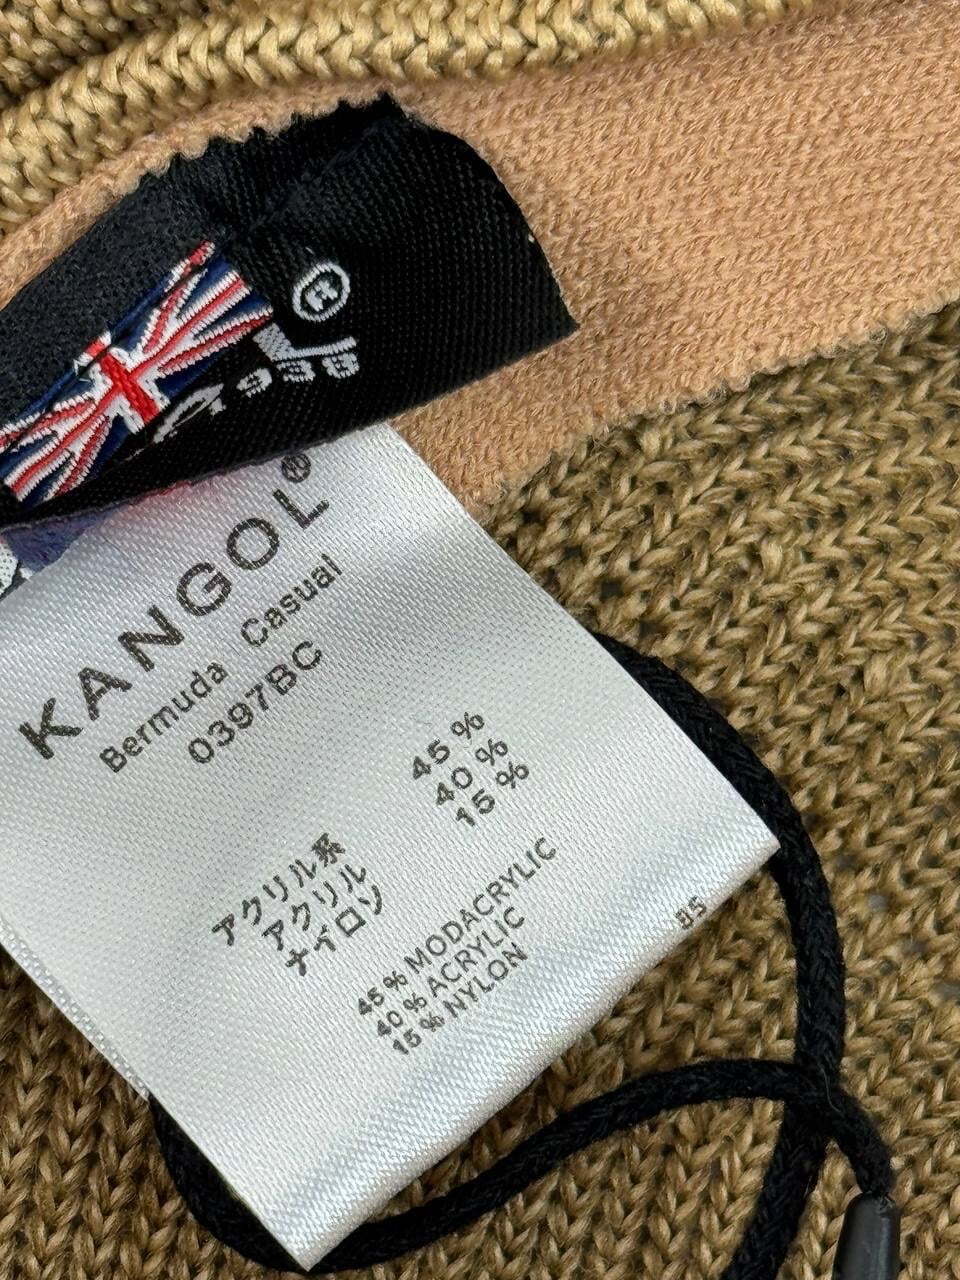 ®
KANGOL®
Bermuda Casual
0397BC
45 %
40 %
15 %
アクリル系
アクリル
ナイロン
45 % MODACRYLIC
40 % ACRYLIC
15 % NYLON